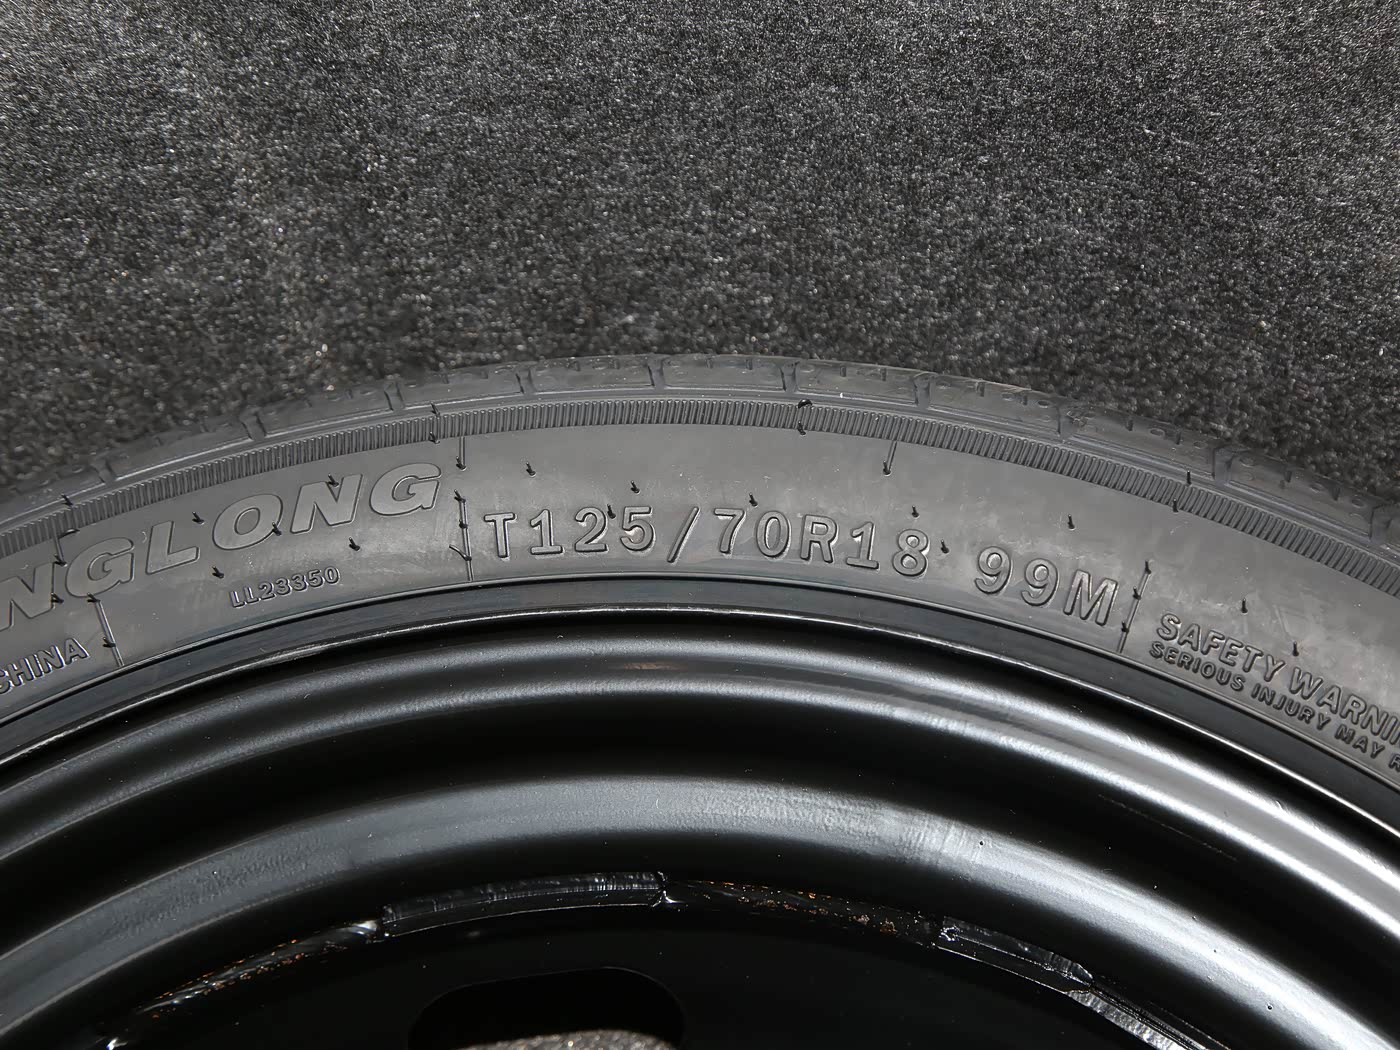 NGLONG
LL23350
CHINA
T125/70R18 99M
SAFETY WARNIN
SERIOUS INJURY MAY R